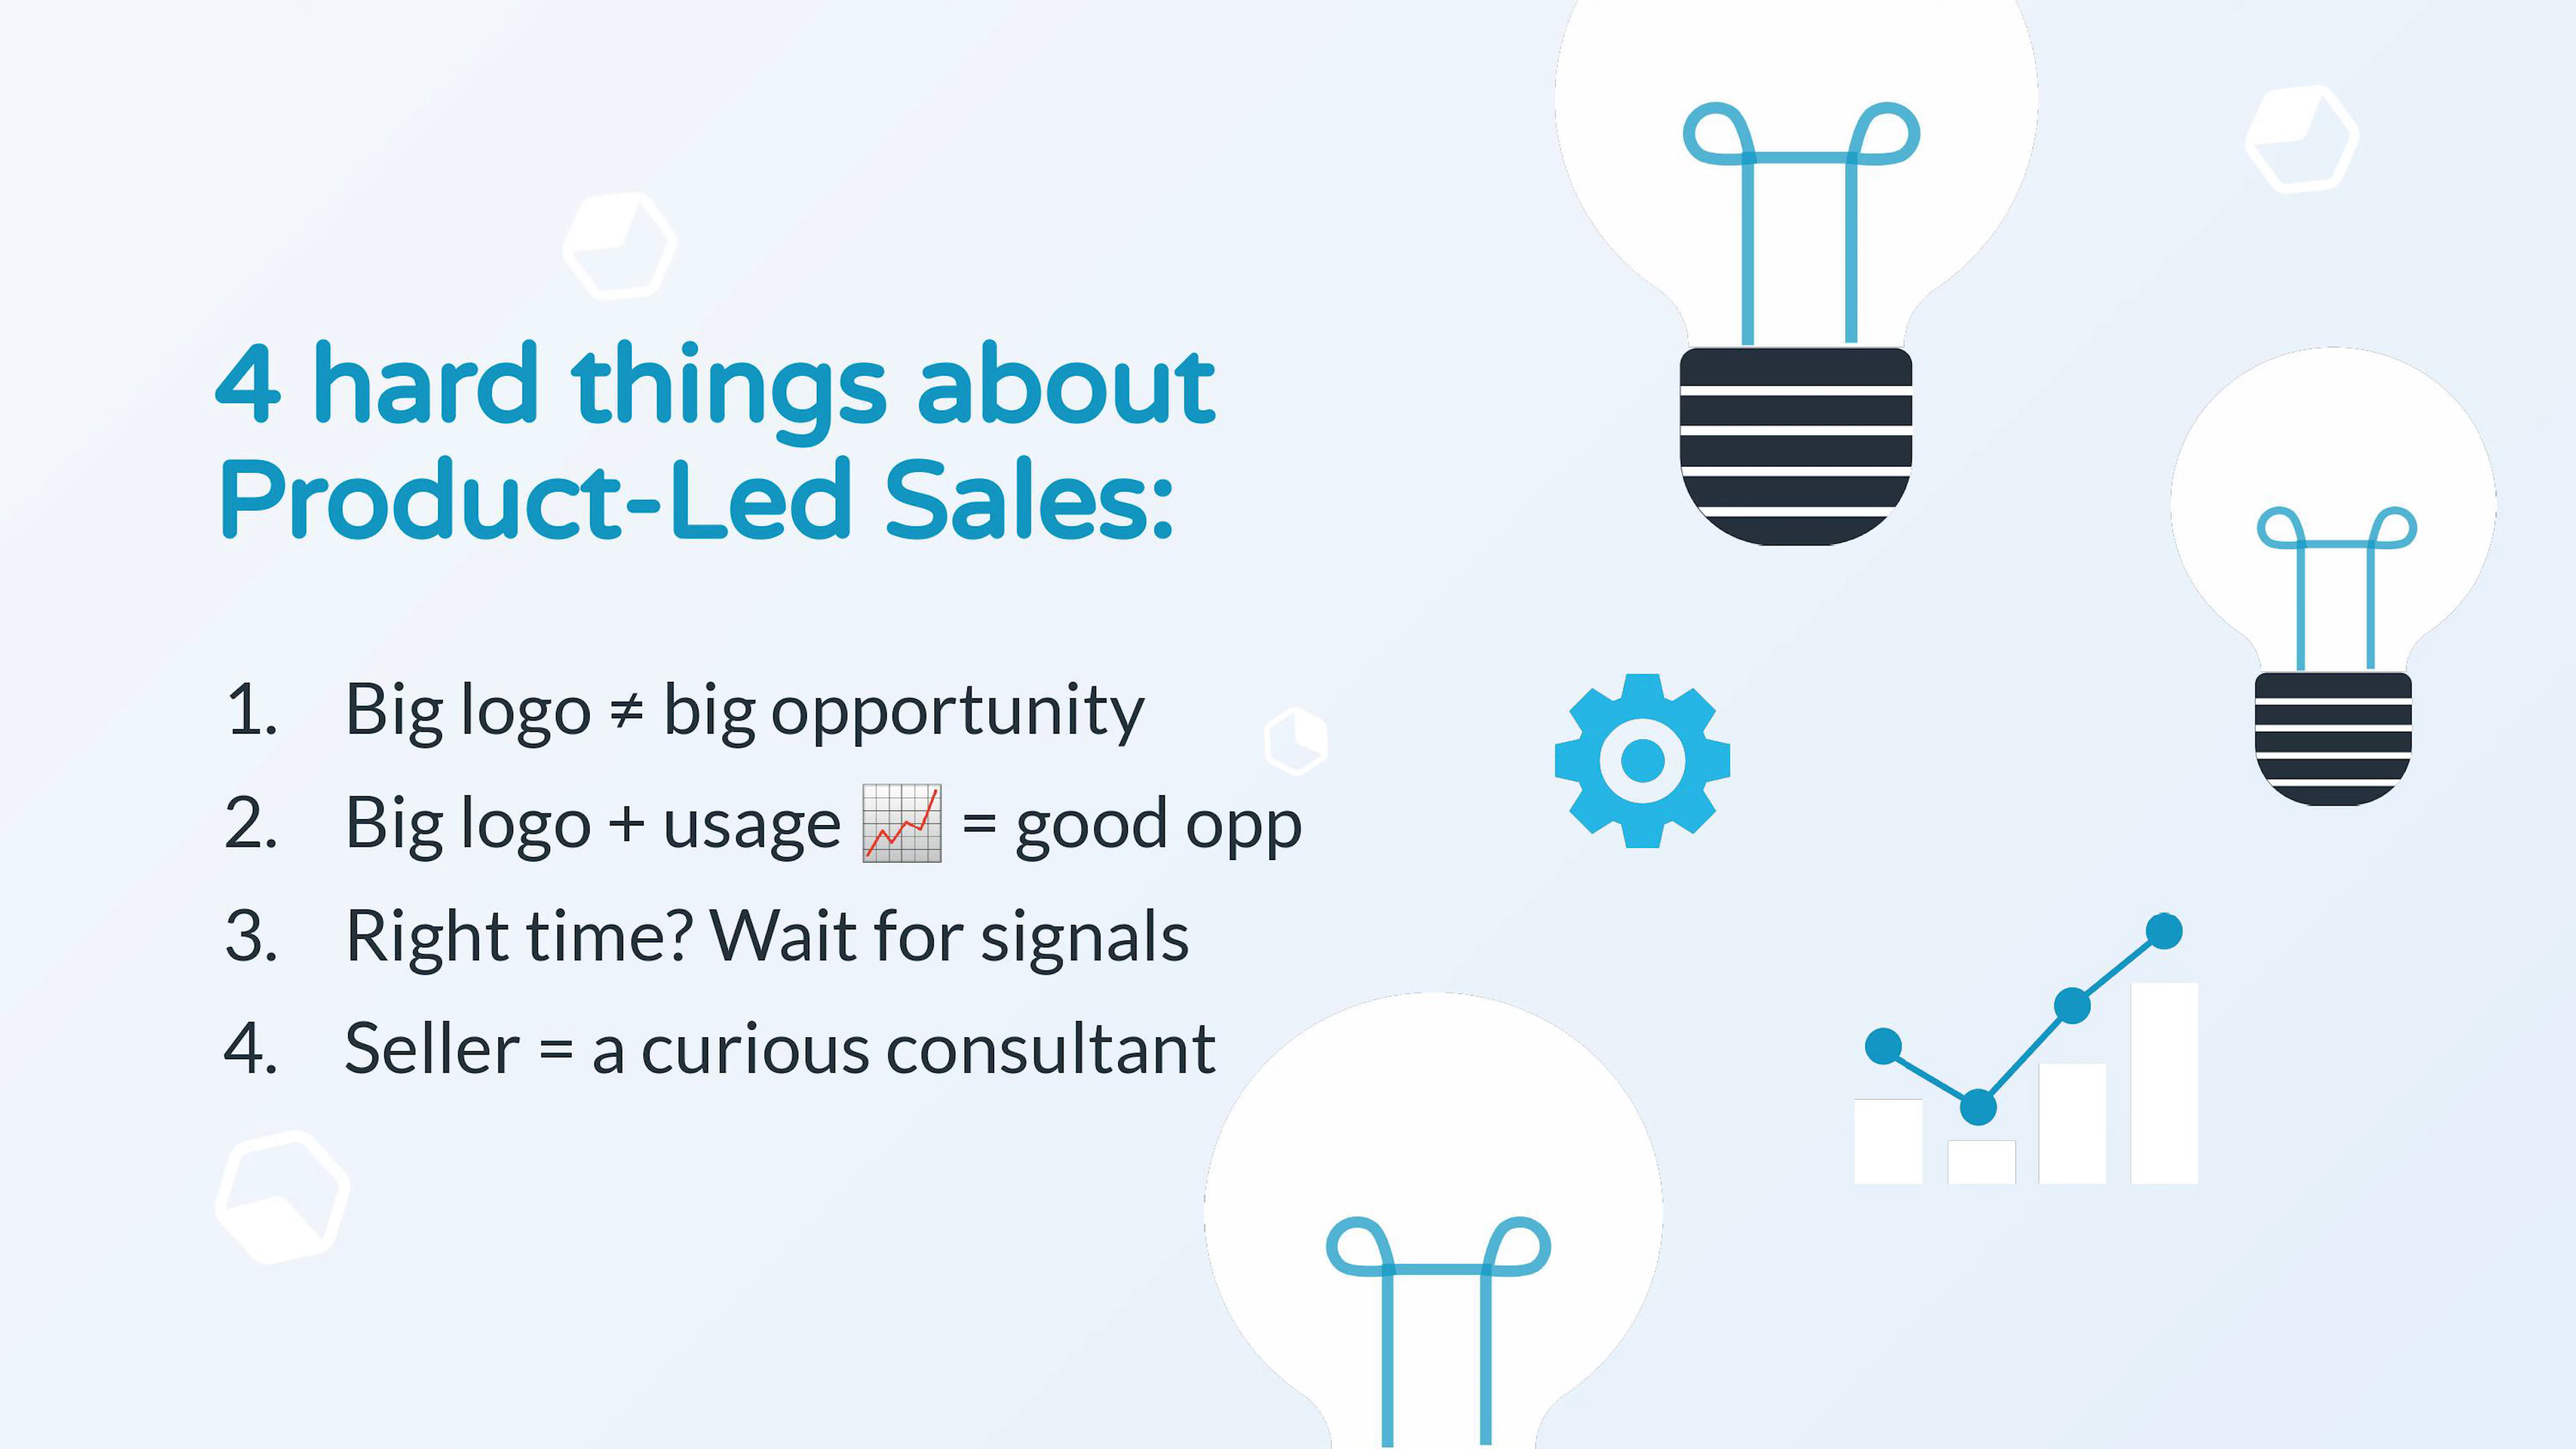 4 hard things about
Product-Led Sales:
1. Big logo ≠ big opportunity
2. Big logo + usage 📈 = good opp
3. Right time? Wait for signals
4. Seller = a curious consultant